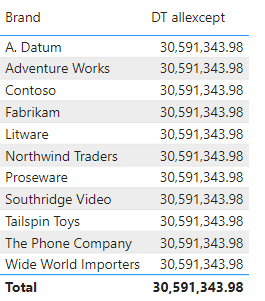 Brand DT allexcept
A. Datum 30,591,343.98
Adventure Works 30,591,343.98
Contoso 30,591,343.98
Fabrikam 30,591,343.98
Litware 30,591,343.98
Northwind Traders 30,591,343.98
Proseware 30,591,343.98
Southridge Video 30,591,343.98
Tailspin Toys 30,591,343.98
The Phone Company 30,591,343.98
Wide World Importers 30,591,343.98
Total 30,591,343.98